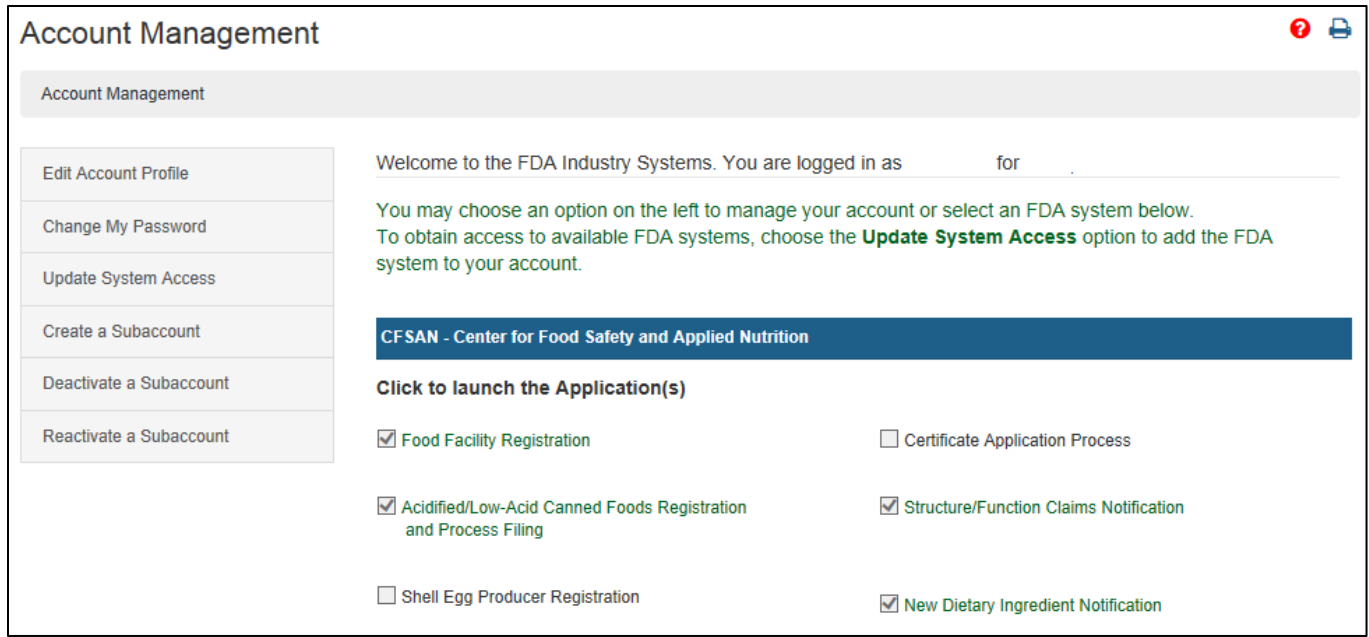 Account Management
Account Management
Edit Account Profile
Change My Password
Update System Access
Create a Subaccount
Deactivate a Subaccount
Reactivate a Subaccount
Welcome to the FDA Industry Systems. You are logged in as for .
You may choose an option on the left to manage your account or select an FDA system below.
To obtain access to available FDA systems, choose the Update System Access option to add the FDA
system to your account.
CFSAN - Center for Food Safety and Applied Nutrition
Click to launch the Application(s)
Food Facility Registration
Certificate Application Process
Acidified/Low-Acid Canned Foods Registration
and Process Filing
Structure/Function Claims Notification
Shell Egg Producer Registration
New Dietary Ingredient Notification